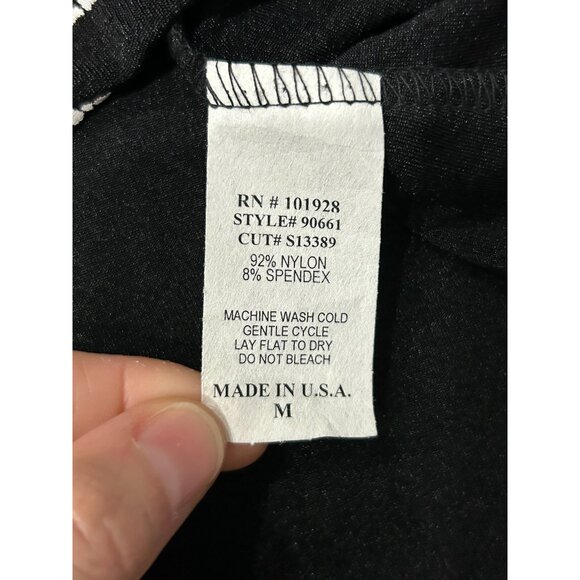 RN # 101928
STYLE# 90661
CUT# S13389
92% NYLON
8% SPENDEX
MACHINE WASH COLD
GENTLE CYCLE
LAY FLAT TO DRY
DO NOT BLEACH
MADE IN U.S.A.
M